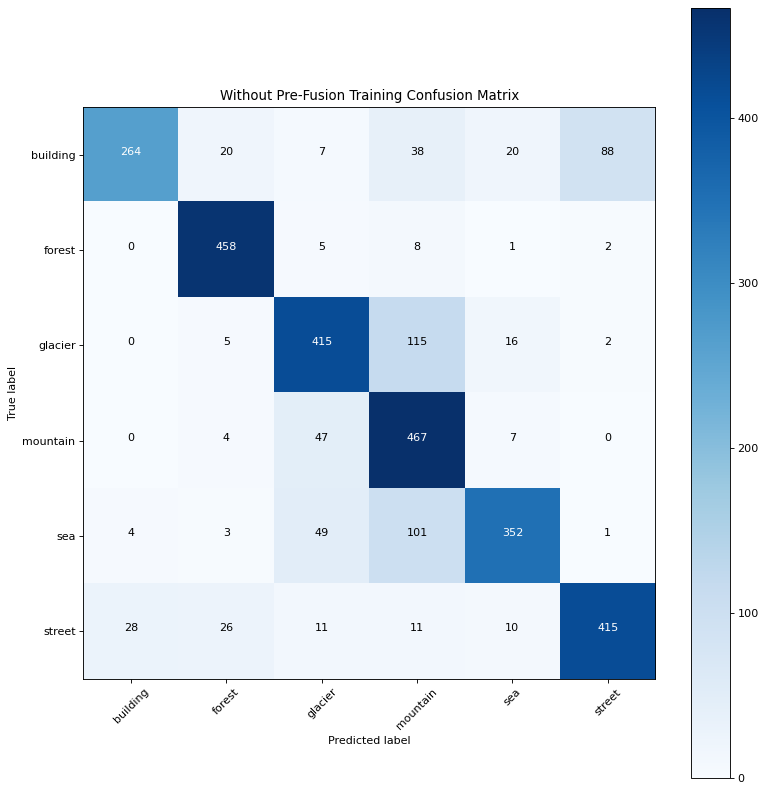 Without Pre-Fusion Training Confusion Matrix
building 264 20 7 38 20 88
forest 0 458 5 8 1 2
glacier 0 5 415 115 16 2
mountain 0 4 47 467 7 0
sea 4 3 49 101 352 1
street 28 26 11 11 10 415
True label
building forest glacier mountain sea street
Predicted label
400
300
200
100
0